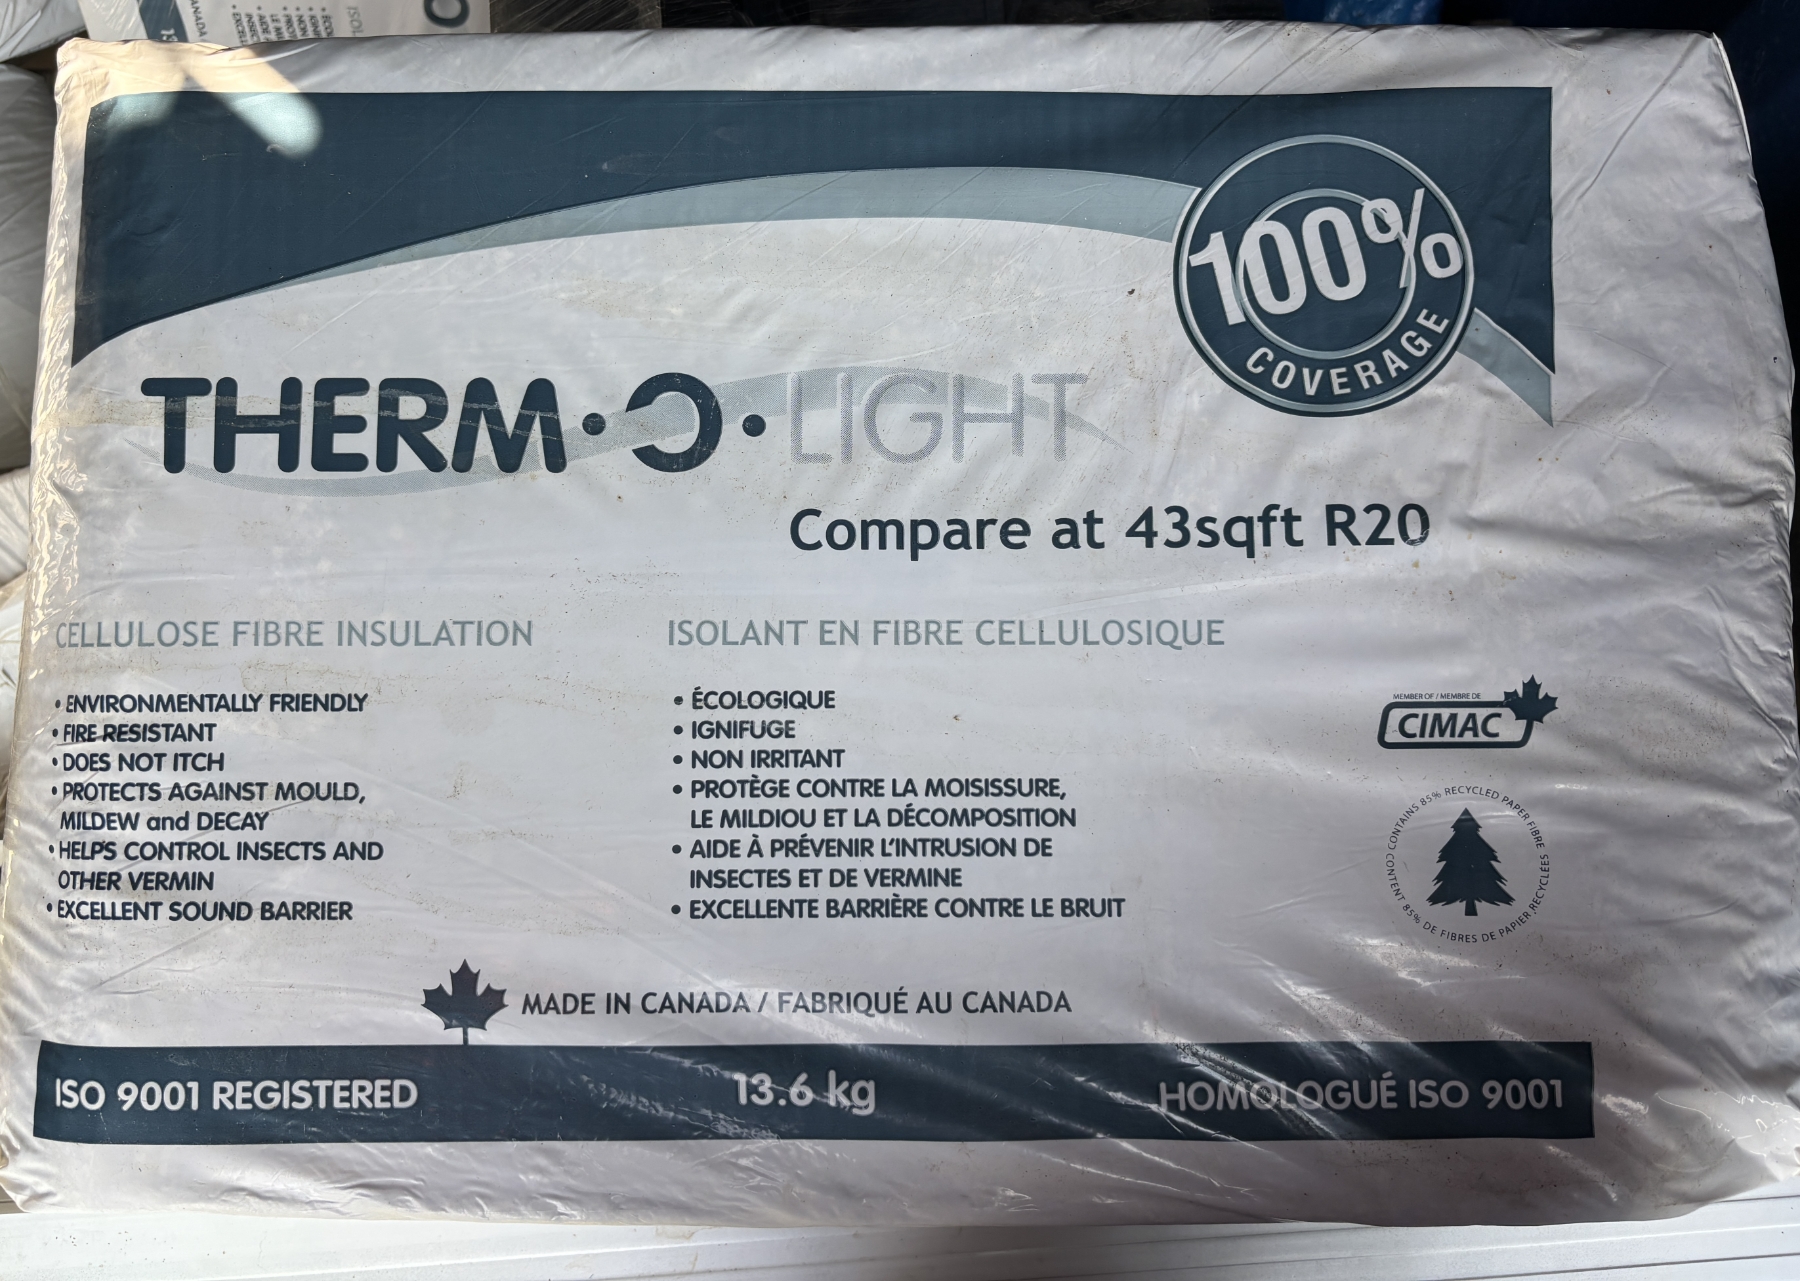 100%
COVERAGE
THERM·O·LIGHT
Compare at 43sqft R20
CELLULOSE FIBRE INSULATION
• ENVIRONMENTALLY FRIENDLY
• FIRE RESISTANT
• DOES NOT ITCH
• PROTECTS AGAINST MOULD,
MILDEW and DECAY
• HELPS CONTROL INSECTS AND
OTHER VERMIN
• EXCELLENT SOUND BARRIER
ISOLANT EN FIBRE CELLULOSIQUE
• ÉCOLOGIQUE
• IGNIFUGE
• NON IRRITANT
• PROTÈGE CONTRE LA MOISISSURE,
LE MILDIOU ET LA DÉCOMPOSITION
• AIDE À PRÉVENIR L'INTRUSION DE
INSECTES ET DE VERMINE
• EXCELLENTE BARRIÈRE CONTRE LE BRUIT
MEMBER OF / MEMBRE DE
CIMAC
CONTAINS 85% RECYCLED PAPER FIBRE
CONTENT 85% DE FIBRES DE PAPIER RECYCLÉES
MADE IN CANADA / FABRIQUÉ AU CANADA
ISO 9001 REGISTERED
13.6 kg
HOMOLOGUÉ ISO 9001